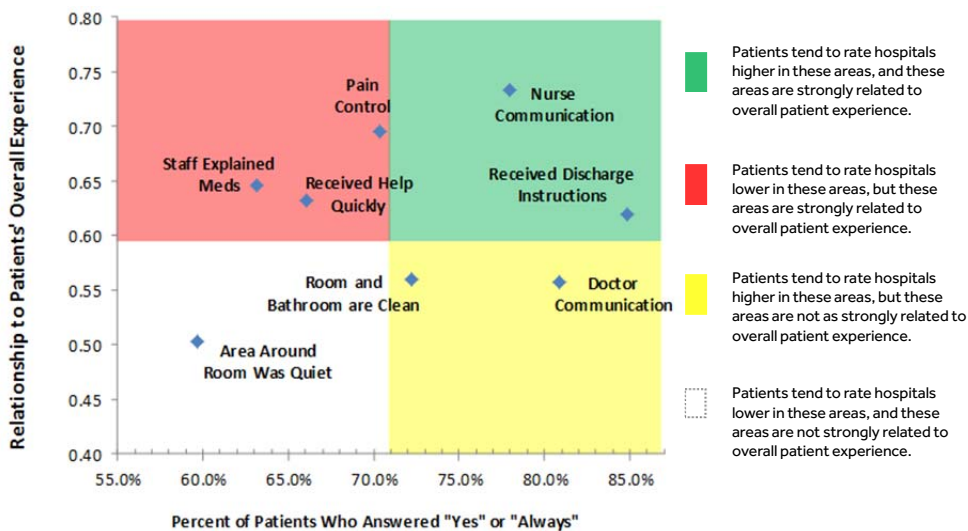 Relationship to Patients' Overall Experience
0.80
0.75
0.70
0.65
0.60
0.55
0.50
0.45
0.40
55.0%
60.0%
65.0%
70.0%
75.0%
80.0%
85.0%
Percent of Patients Who Answered "Yes" or "Always"
Pain
Control
Nurse
Communication
Staff Explained
Meds
Received Help
Quickly
Received Discharge
Instructions
Room and
Bathroom are Clean
Doctor
Communication
Area Around
Room Was Quiet
Patients tend to rate hospitals
higher in these areas, and these
areas are strongly related to
overall patient experience.
Patients tend to rate hospitals
lower in these areas, but these
areas are strongly related to
overall patient experience.
Patients tend to rate hospitals
higher in these areas, but these
areas are not as strongly related to
overall patient experience.
Patients tend to rate hospitals
lower in these areas, and these
areas are not strongly related to
overall patient experience.